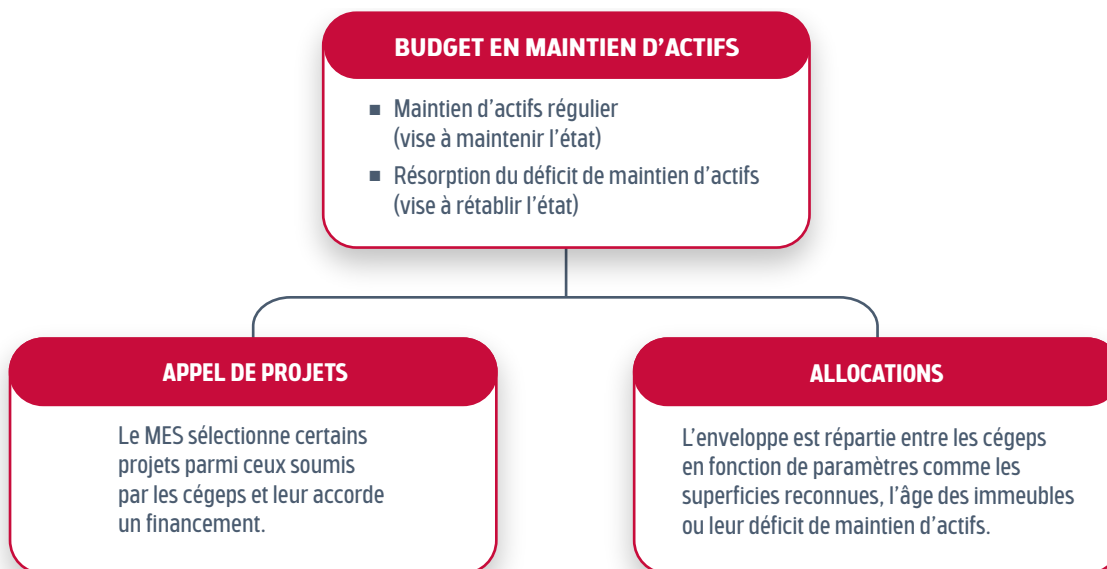 BUDGET EN MAINTIEN D’ACTIFS
▪ Maintien d’actifs régulier
(vise à maintenir l’état)
▪ Résorption du déficit de maintien d’actifs
(vise à rétablir l’état)
APPEL DE PROJETS
Le MES sélectionne certains
projets parmi ceux soumis
par les cégeps et leur accorde
un financement.
ALLOCATIONS
L’enveloppe est répartie entre les cégeps
en fonction de paramètres comme les
superficies reconnues, l’âge des immeubles
ou leur déficit de maintien d’actifs.